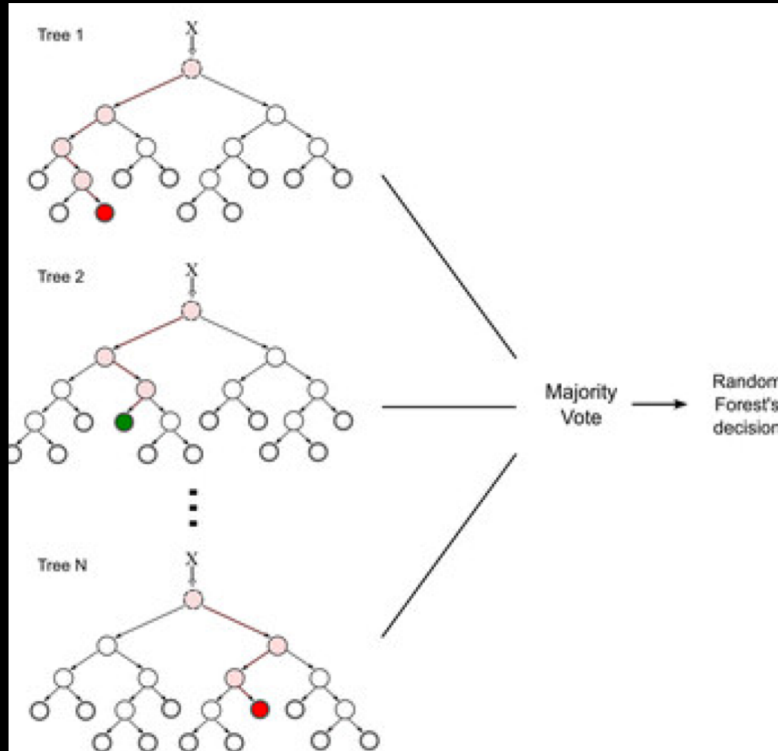 Tree 1
X
Tree 2
X
Tree N
X
Majority
Vote
Random
Forest's
decision